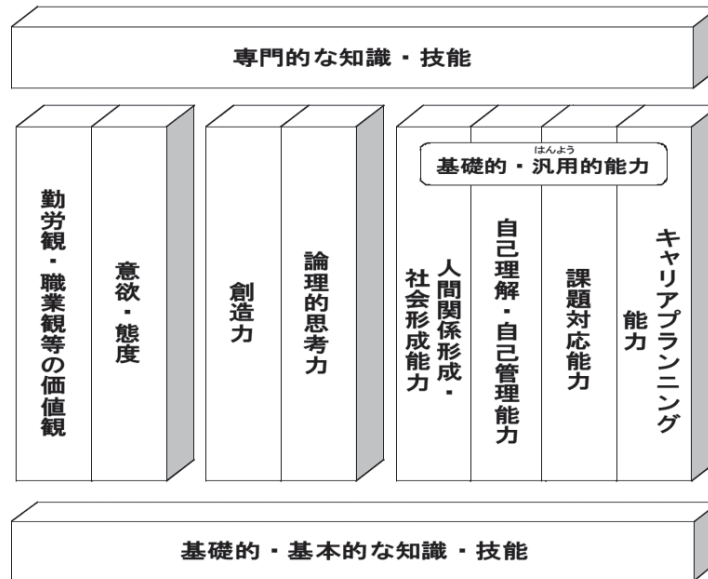 専門的な知識・技能
勤労観・職業観等の価値観
意欲・態度
創造力
論理的思考力
はんよう
基礎的・汎用的能力
人間関係形成・
社会形成能力
自己理解・自己管理能力
課題対応能力
キャリアプランニング
能力
基礎的・基本的な知識・技能